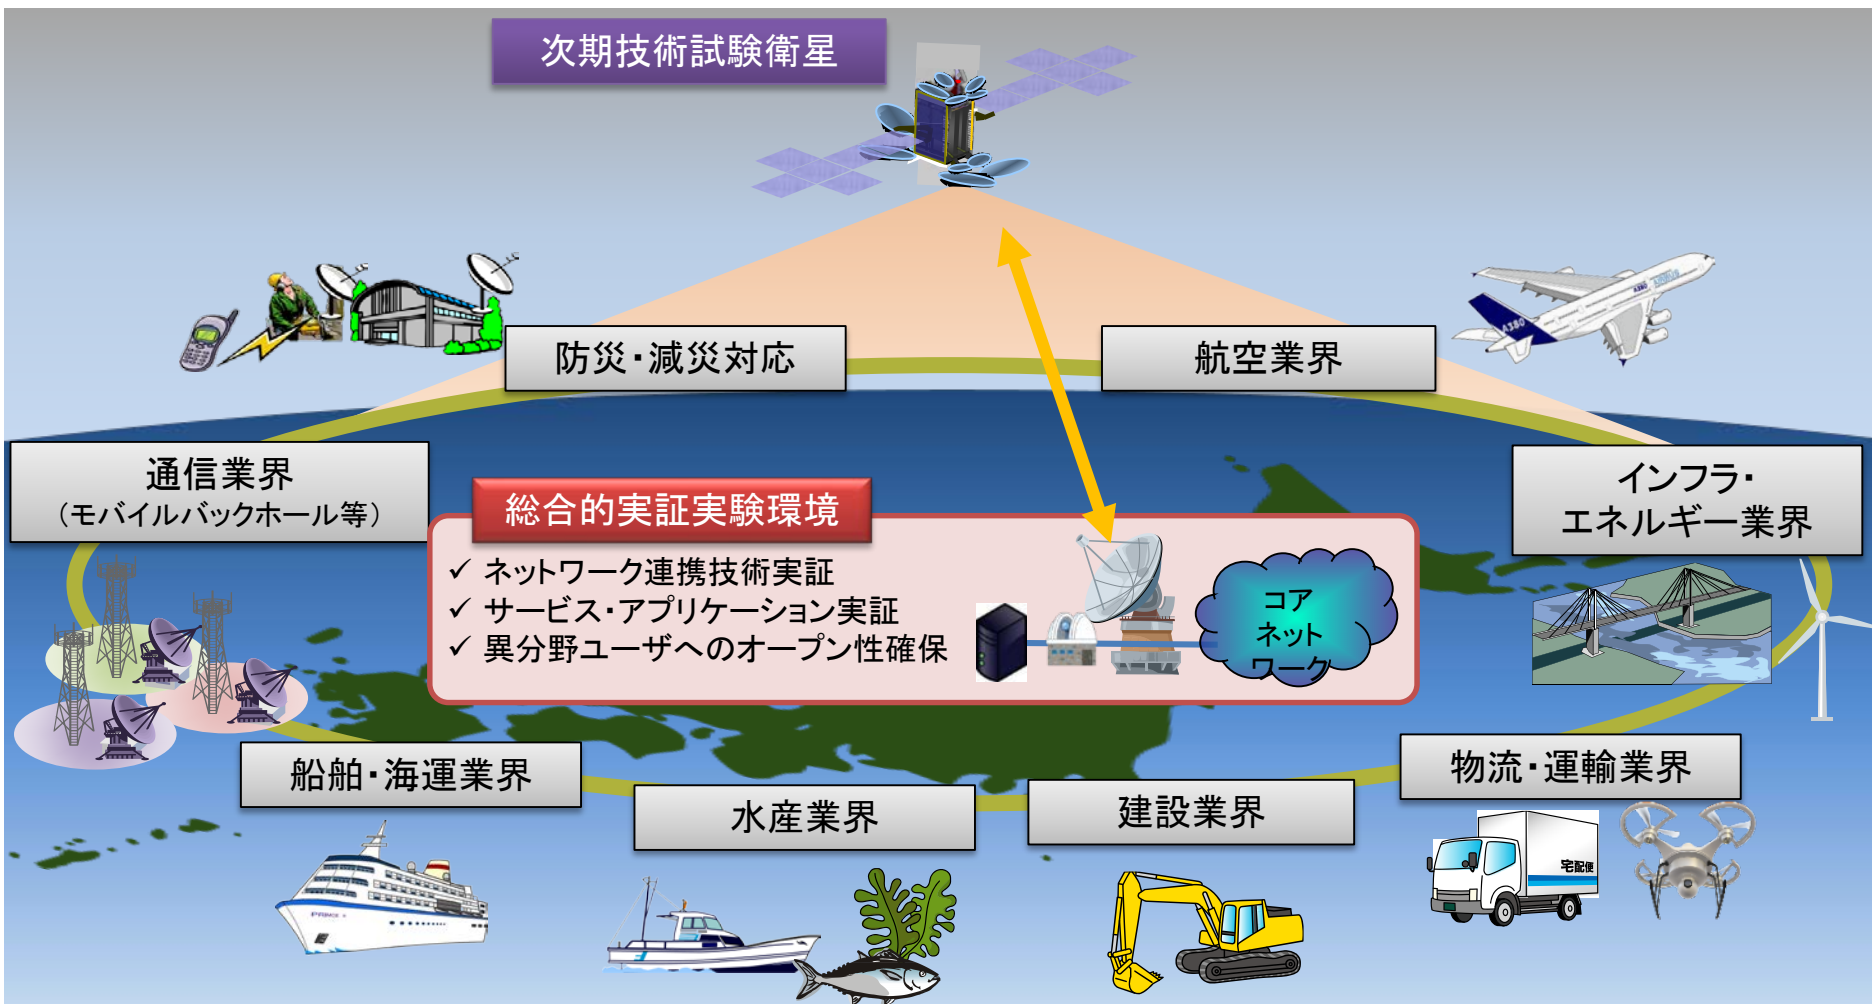 次期技術試験衛星
防災・減災対応
航空業界
A380
A380
通信業界
（モバイルバックホール等）
インフラ・
エネルギー業界
総合的実証実験環境
✓ ネットワーク連携技術実証
✓ サービス・アプリケーション実証
✓ 異分野ユーザへのオープン性確保
コア
ネット
ワーク
船舶・海運業界
水産業界
建設業界
物流・運輸業界
宅配便